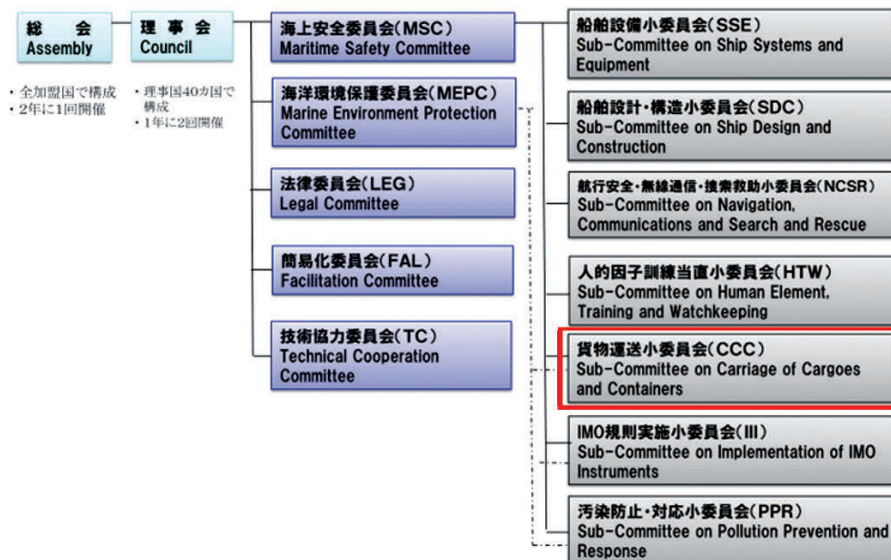 総 会
Assembly
・全加盟国で構成
・2年に1回開催
理 事 会
Council
・理事国40カ国で
構成
・1年に2回開催
海上安全委員会(MSC)
Maritime Safety Committee
海洋環境保護委員会(MEPC)
Marine Environment Protection
Committee
法律委員会(LEG)
Legal Committee
簡易化委員会(FAL)
Facilitation Committee
技術協力委員会(TC)
Technical Cooperation
Committee
船舶設備小委員会(SSE)
Sub-Committee on Ship Systems and
Equipment
船舶設計・構造小委員会(SDC)
Sub-Committee on Ship Design and
Construction
航行安全・無線通信・捜索救助小委員会(NCSR)
Sub-Committee on Navigation,
Communications and Search and Rescue
人的因子訓練当直小委員会(HTW)
Sub-Committee on Human Element,
Training and Watchkeeping
貨物運送小委員会(CCC)
Sub-Committee on Carriage of Cargoes
and Containers
IMO規則実施小委員会(III)
Sub-Committee on Implementation of IMO
Instruments
汚染防止・対応小委員会(PPR)
Sub-Committee on Pollution Prevention and
Response